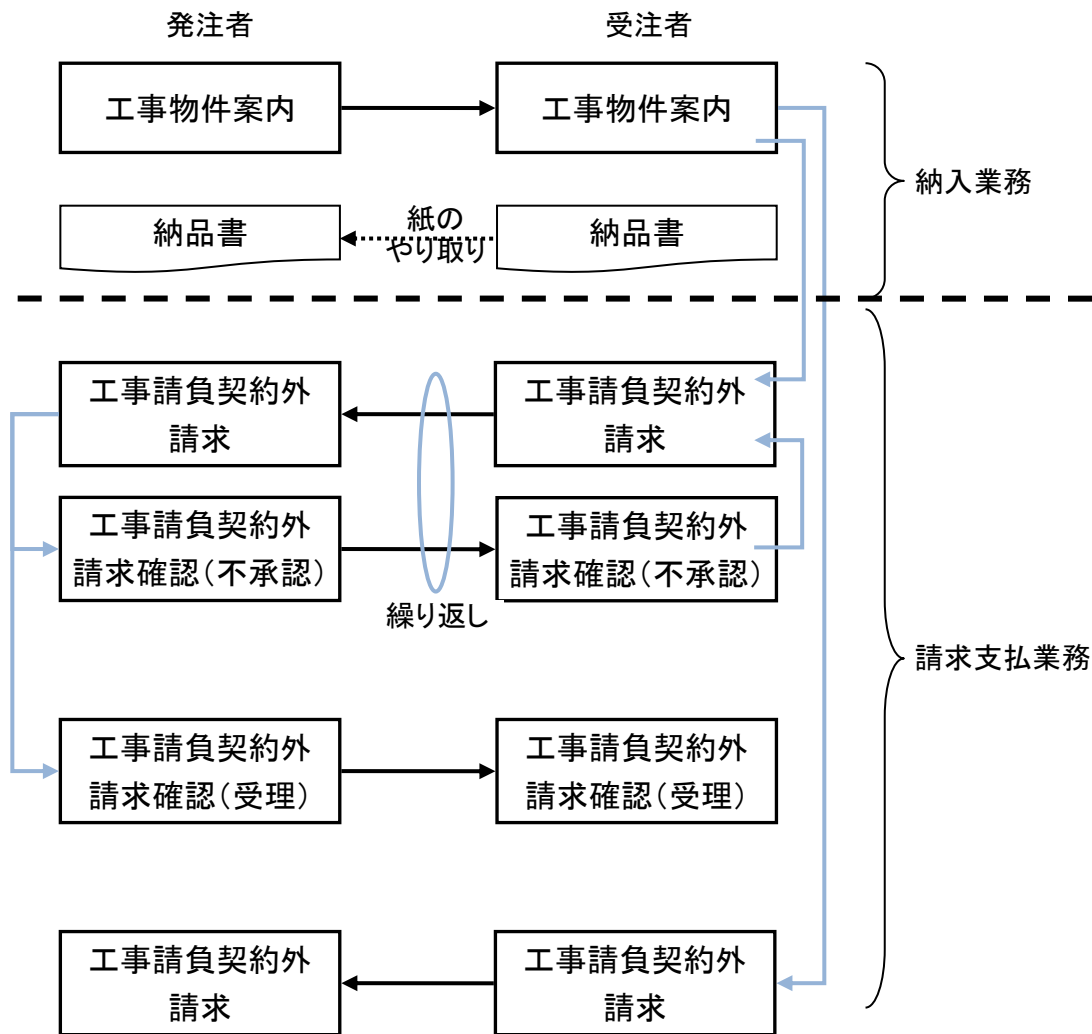 発注者
受注者
工事物件案内
工事物件案内
納入業務
納品書
紙の
やり取り
納品書
工事請負契約外
請求
工事請負契約外
請求
工事請負契約外
請求確認(不承認)
工事請負契約外
請求確認(不承認)
繰り返し
請求支払業務
工事請負契約外
請求確認(受理)
工事請負契約外
請求確認(受理)
工事請負契約外
請求
工事請負契約外
請求